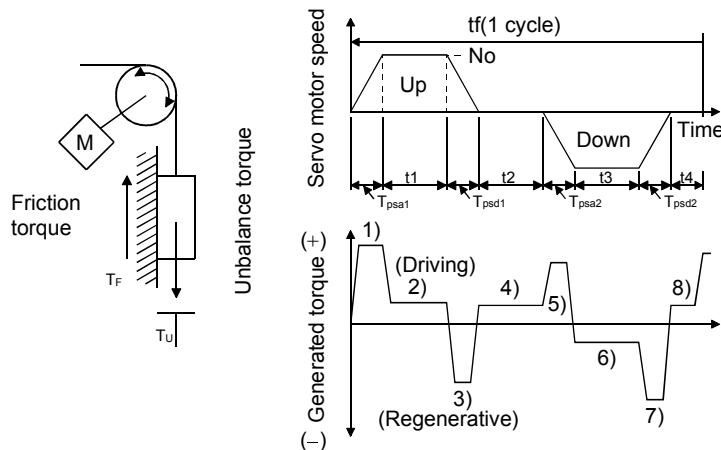 M
Friction
torque
TF
TU
Unbalance torque
Servo motor speed
tf(1 cycle)
No
Up
Down
Time
t1
t2
t3
t4
Tpsa1
Tpsd1
Tpsa2
Tpsd2
Generated torque
(+)
(−)
1)
(Driving)
2)
3)
(Regenerative)
4)
5)
6)
7)
8)